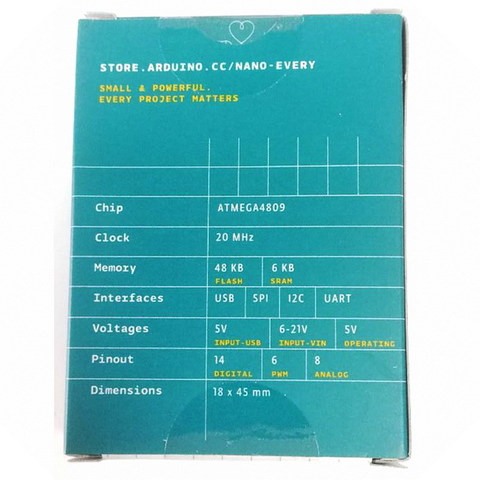 STORE.ARDUINO.CC/NANO-EVERY
SMALL & POWERFUL.
EVERY PROJECT MATTERS
Chip ATMEGA4809
Clock 20 MHz
Memory 48 KB 6 KB
FLASH SRAM
Interfaces USB SPI I2C UART
Voltages 5V 6-21V 5V
INPUT-USB INPUT-VIN OPERATING
Pinout 14 6 8
DIGITAL PWM ANALOG
Dimensions 18 x 45 mm